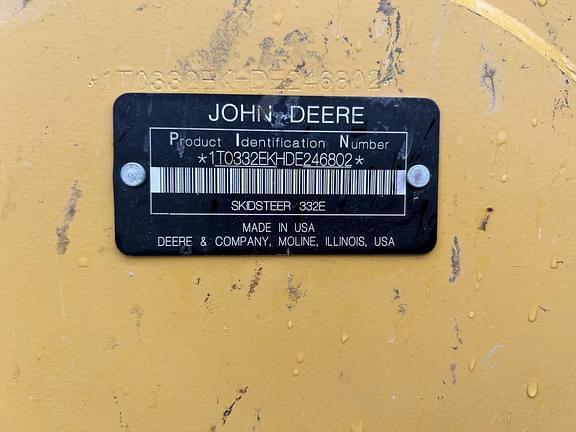 *1T0332EK-DE246802*
JOHN DEERE
Product Identification Number
*1T0332EKHDE246802*
SKIDSTEER 332E
MADE IN USA
DEERE & COMPANY, MOLINE, ILLINOIS, USA